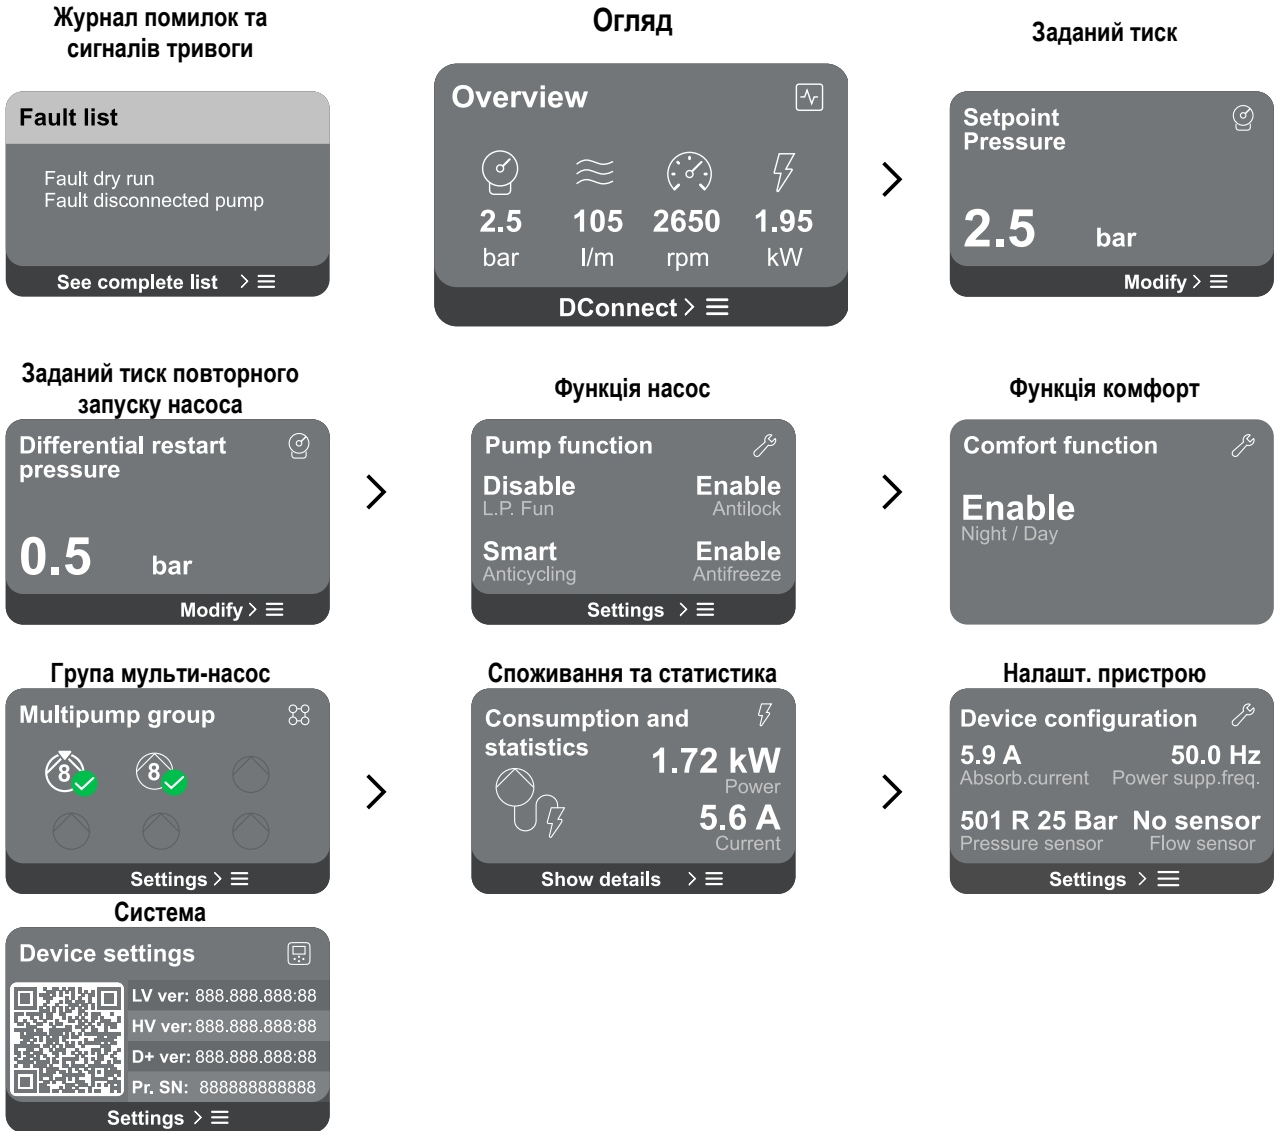 Журнал помилок та
сигналів тривоги
Fault list
Fault dry run
Fault disconnected pump
See complete list
Огляд
Overview
2.5 105 2650 1.95
bar l/m rpm kW
DConnect
Заданий тиск
Setpoint
Pressure
2.5 bar
Modify
Заданий тиск повторного
запуску насоса
Differential restart
pressure
0.5 bar
Modify
Функція насос
Pump function
Disable Enable
L.P. Fun Antilock
Smart Enable
Anticycling Antifreeze
Settings
Функція комфорт
Comfort function
Enable
Night / Day
Група мульти-насос
Multipump group
8 8
Settings
Споживання та статистика
Consumption and
statistics
1.72 kW
Power
5.6 A
Current
Show details
Налашт. пристрою
Device configuration
5.9 A 50.0 Hz
Absorb.current Power supp.freq.
501 R 25 Bar No sensor
Pressure sensor Flow sensor
Settings
Система
Device settings
LV ver: 888.888.888:88
HV ver: 888.888.888:88
D+ ver: 888.888.888:88
Pr. SN: 888888888888
Settings